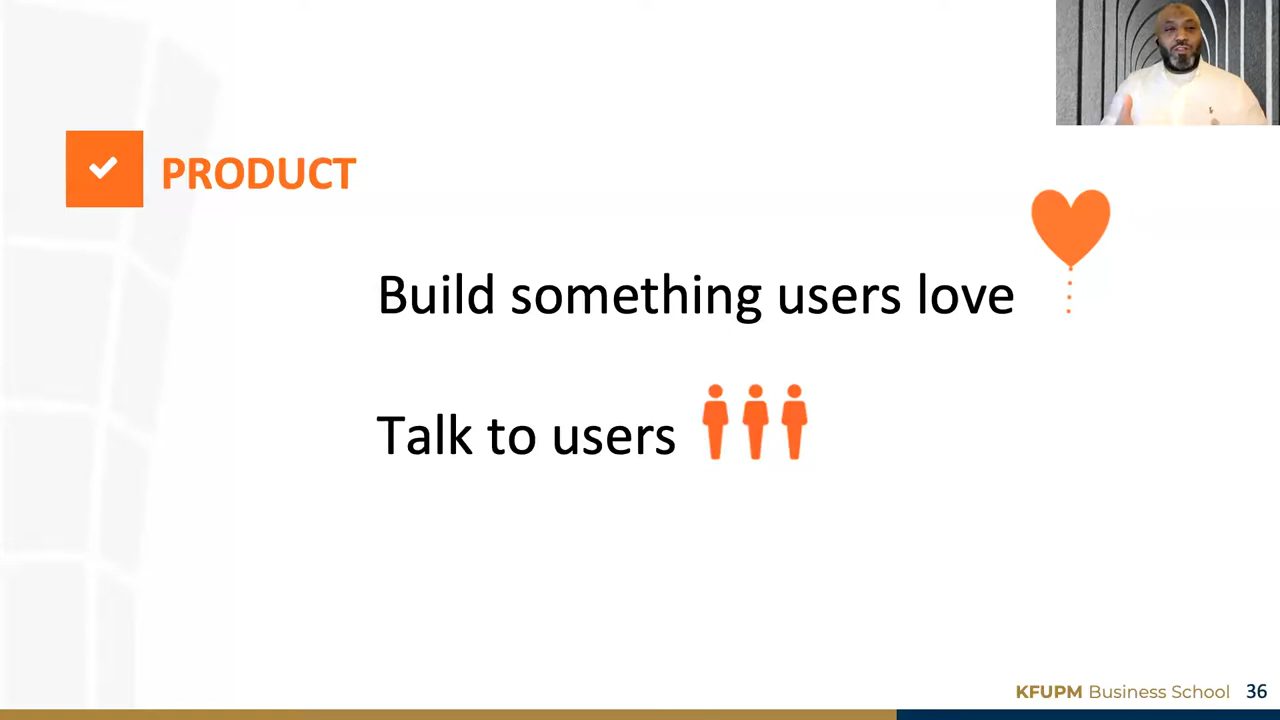 PRODUCT
Build something users love
Talk to users
KFUPM Business School 36